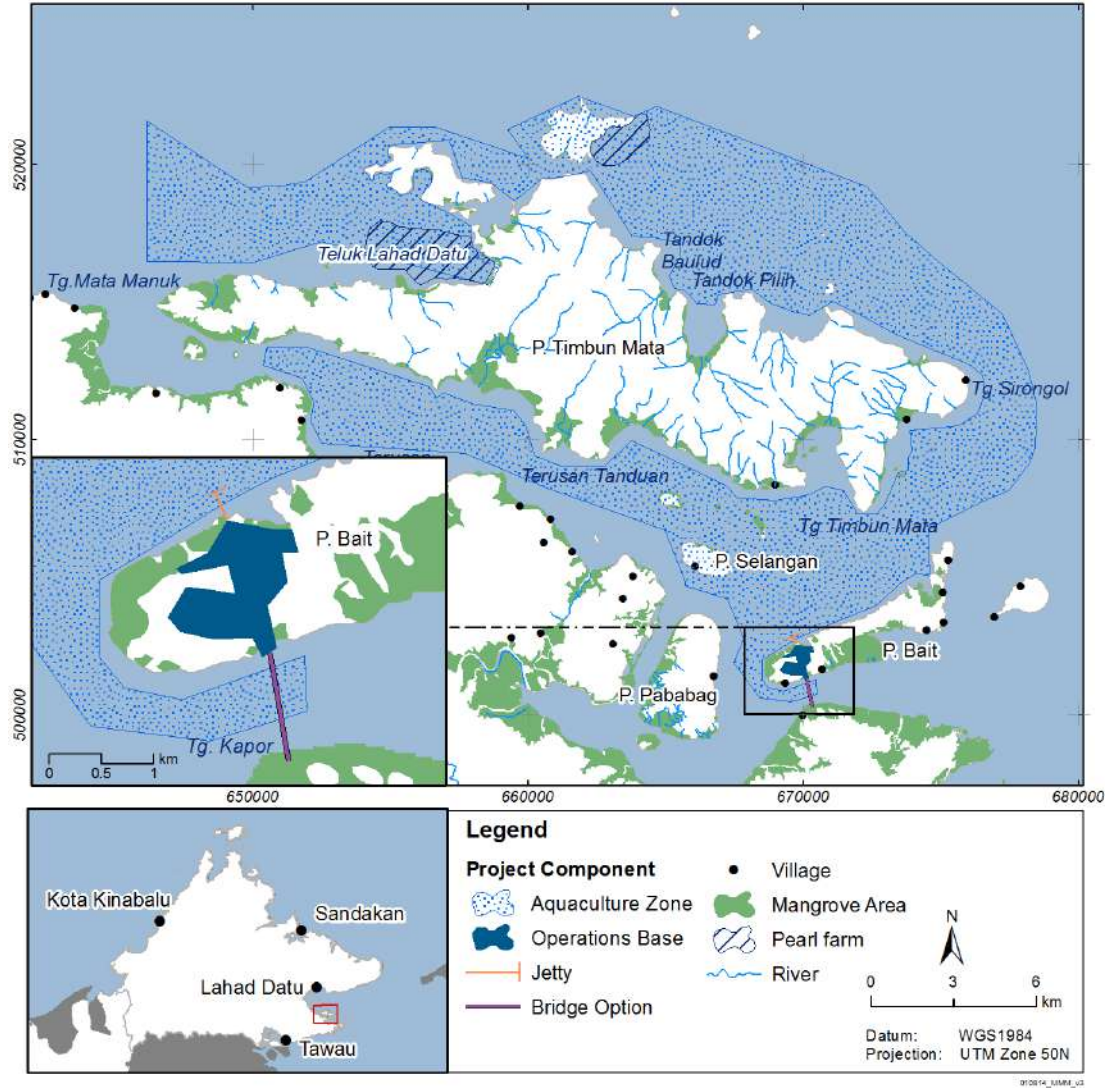 520000
510000
500000
Teluk Lahad Datu
Tandok
Baulud
Tg.Mata Manuk
Tandok Pilih
P. Timbun Mata
Tg.Sirongol
Terusan
Terusan Tanduan
Tg Timbun Mata
P. Selangan
P. Bait
P. Bait
P. Pababag
Tg. Kapor
0 0.5 1 km
650000 660000 670000 680000
Kota Kinabalu
Sandakan
Lahad Datu
Tawau
Legend
Project Component
Aquaculture Zone
Operations Base
Jetty
Bridge Option
Village
Mangrove Area
Pearl farm
River
N
0 3 6
km
Datum: WGS1984
Projection: UTM Zone 50N